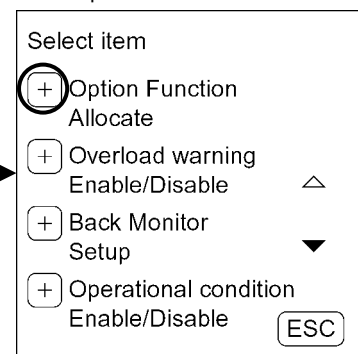 Select item
+ Option Function
Allocate
+ Overload warning
Enable/Disable
+ Back Monitor
Setup
+ Operational condition
Enable/Disable
ESC